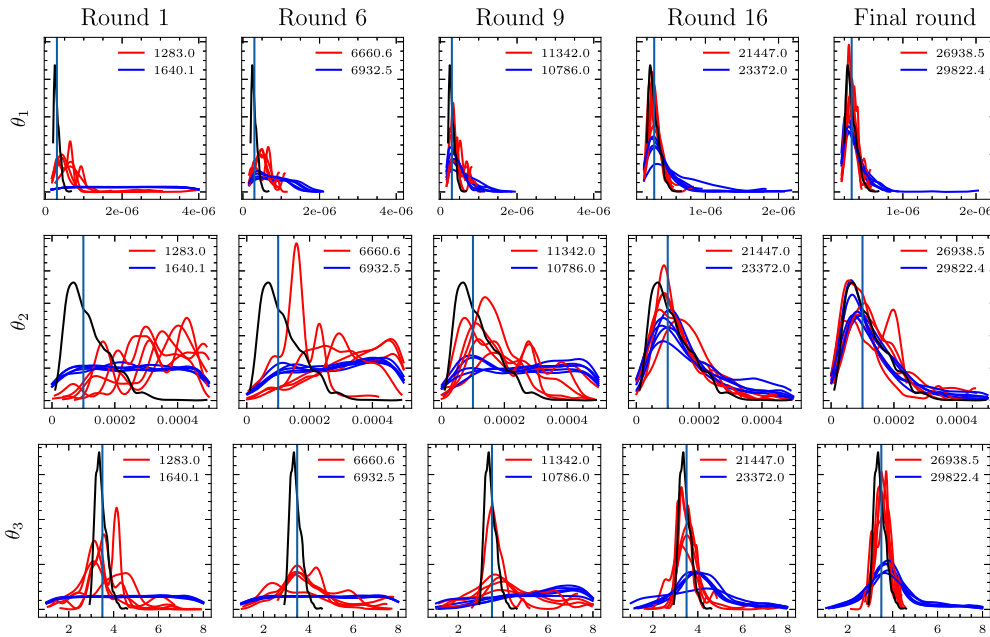 Round 1 Round 6 Round 9 Round 16 Final round
θ1
1283.0 6660.6 11342.0 21447.0 26938.5
1640.1 6932.5 10786.0 23372.0 29822.4
0 2e-06 4e-06 0 2e-06 4e-06 0 2e-06 4e-06 1e-06 2e-06 1e-06 2e-06
θ2
1283.0 6660.6 11342.0 21447.0 26938.5
1640.1 6932.5 10786.0 23372.0 29822.4
0 0.0002 0.0004 0 0.0002 0.0004 0 0.0002 0.0004 0 0.0002 0.0004 0 0.0002 0.0004
θ3
1283.0 6660.6 11342.0 21447.0 26938.5
1640.1 6932.5 10786.0 23372.0 29822.4
2 4 6 8 2 4 6 8 2 4 6 8 2 4 6 8 2 4 6 8